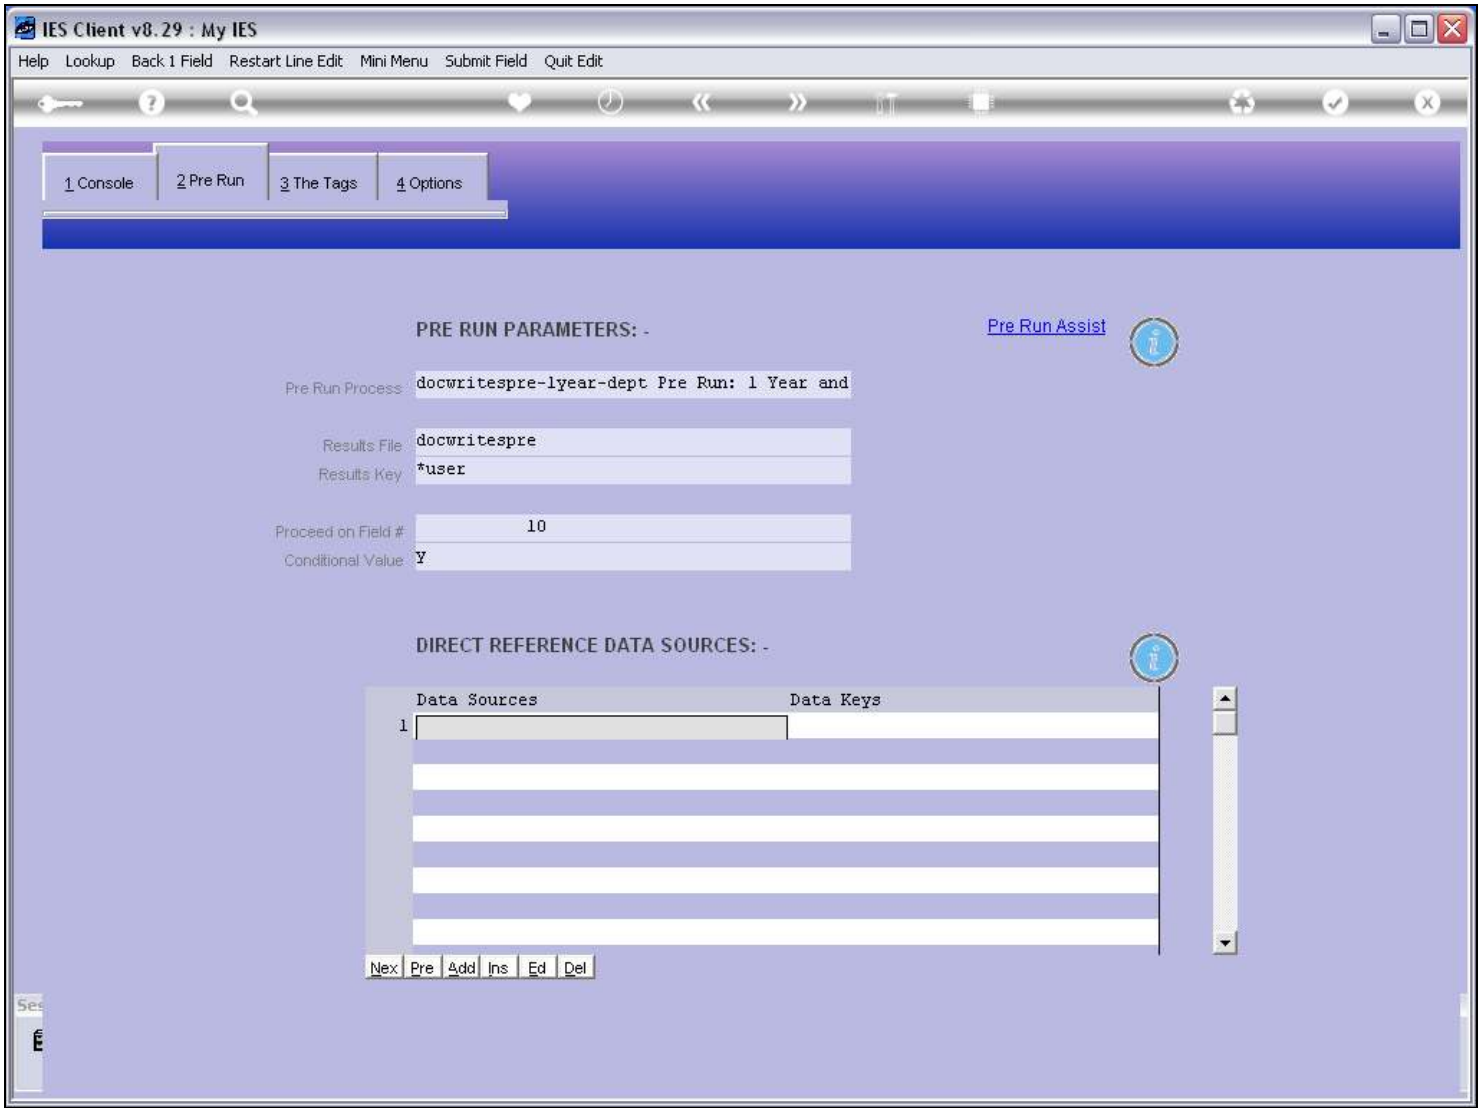 IES Client v8.29 : My IES
Help Lookup Back 1 Field Restart Line Edit Mini Menu Submit Field Quit Edit
1 Console 2 Pre Run 3 The Tags 4 Options
PRE RUN PARAMETERS: - Pre Run Assist
Pre Run Process docwritespre-1year-dept Pre Run: 1 Year and
Results File docwritespre
Results Key *user
Proceed on Field # 10
Conditional Value Y
DIRECT REFERENCE DATA SOURCES: -
Data Sources Data Keys
1
Nex Pre Add Ins Ed Del
Ses